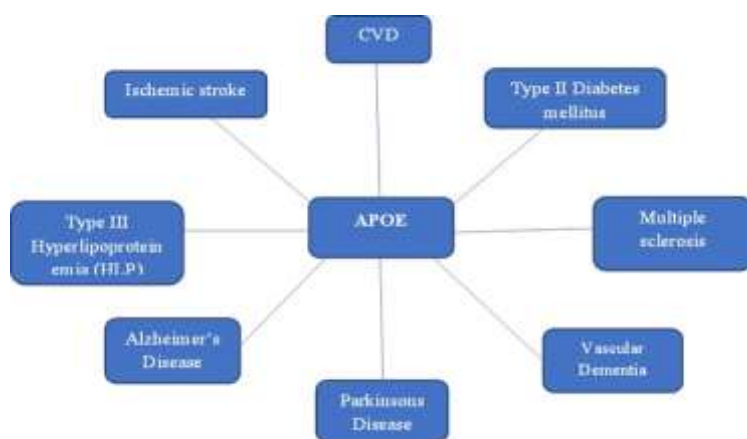 CVD
Ischemic stroke
Type II Diabetes
mellitus
Type III
Hyperlipoprotein
emia (HLP)
APOE
Multiple
sclerosis
Alzheimer's
Disease
Vascular
Dementia
Parkinsons
Disease